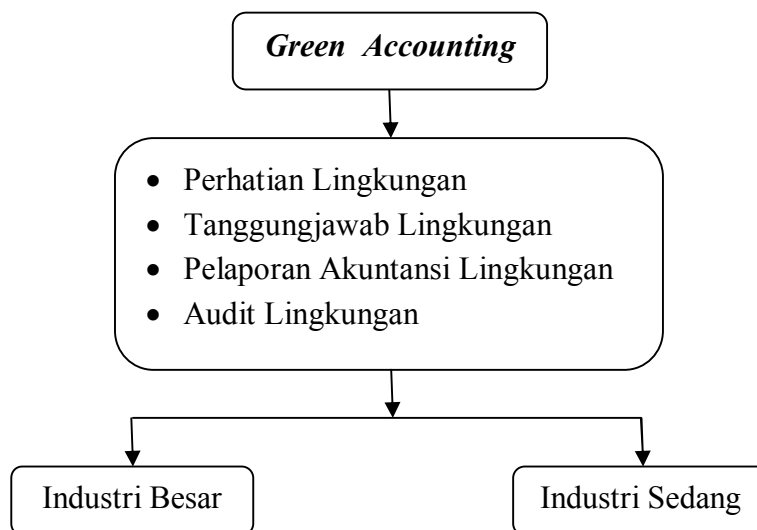 Green Accounting
• Perhatian Lingkungan
• Tanggungjawab Lingkungan
• Pelaporan Akuntansi Lingkungan
• Audit Lingkungan
Industri Besar
Industri Sedang